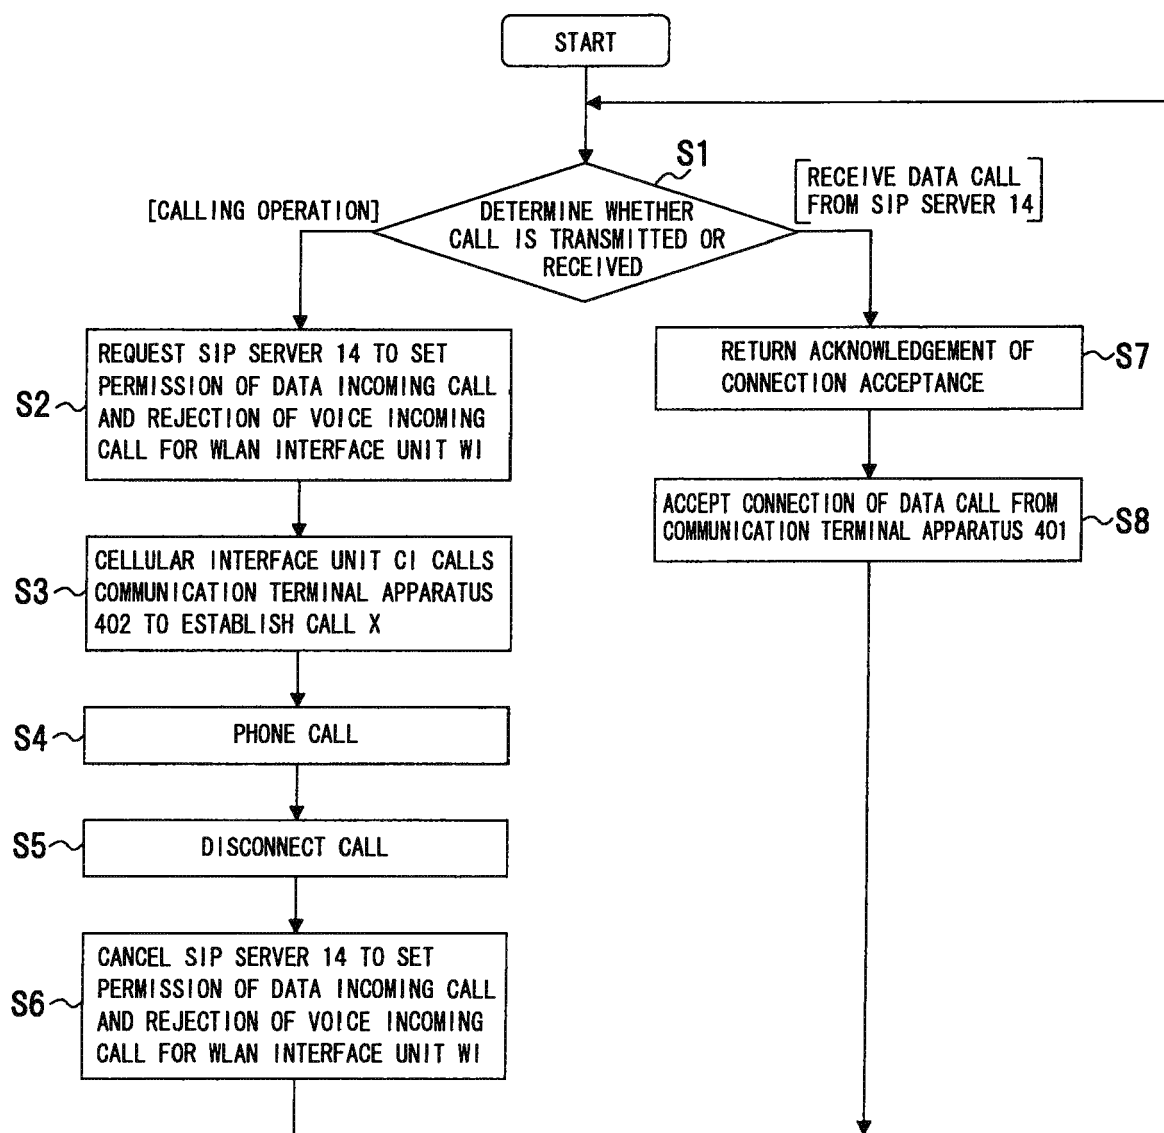 START
S1
[CALLING OPERATION]
RECEIVE DATA CALL
FROM SIP SERVER 14
DETERMINE WHETHER
CALL IS TRANSMITTED OR
RECEIVED
S2
REQUEST SIP SERVER 14 TO SET
PERMISSION OF DATA INCOMING CALL
AND REJECTION OF VOICE INCOMING
CALL FOR WLAN INTERFACE UNIT WI
RETURN ACKNOWLEDGEMENT OF
CONNECTION ACCEPTANCE
S7
S3
CELLULAR INTERFACE UNIT CI CALLS
COMMUNICATION TERMINAL APPARATUS
402 TO ESTABLISH CALL X
ACCEPT CONNECTION OF DATA CALL FROM
COMMUNICATION TERMINAL APPARATUS 401
S8
S4
PHONE CALL
S5
DISCONNECT CALL
S6
CANCEL SIP SERVER 14 TO SET
PERMISSION OF DATA INCOMING CALL
AND REJECTION OF VOICE INCOMING
CALL FOR WLAN INTERFACE UNIT WI